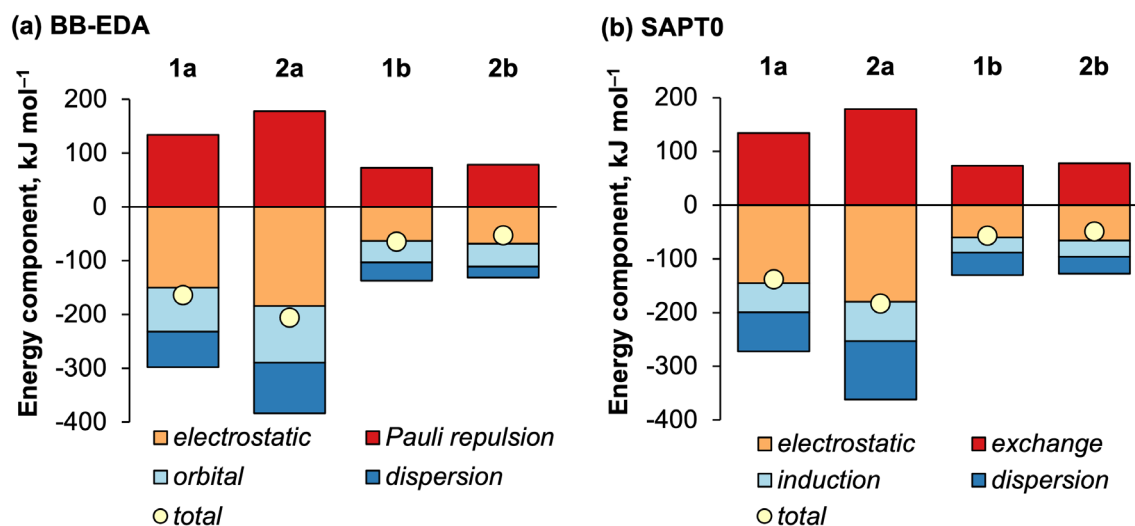 (a) BB-EDA
1a 2a 1b 2b
Energy component, kJ mol⁻¹
200
100
0
-100
-200
-300
-400
electrostatic Pauli repulsion
orbital dispersion
total
(b) SAPT0
1a 2a 1b 2b
Energy component, kJ mol⁻¹
200
100
0
-100
-200
-300
-400
electrostatic exchange
induction dispersion
total